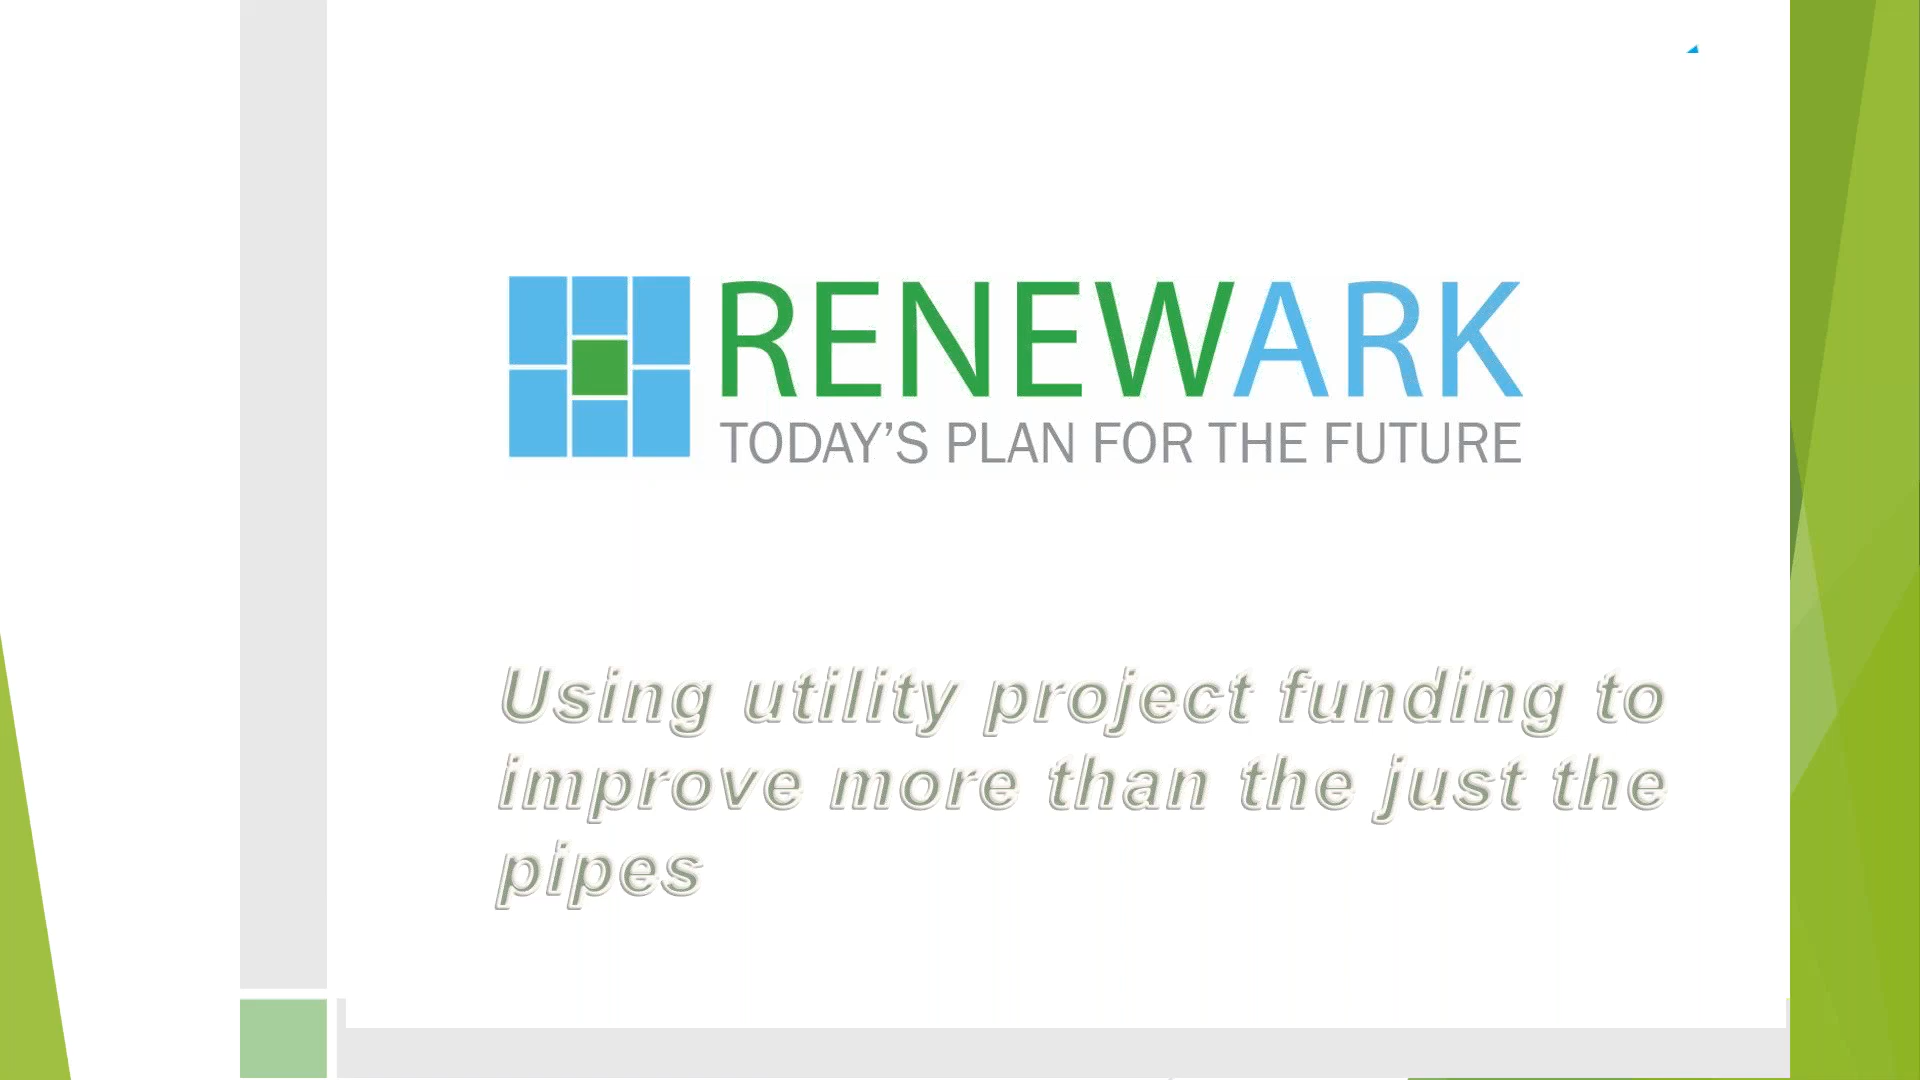 RENEWARK
TODAY'S PLAN FOR THE FUTURE
Using utility project funding to
improve more than the just the
pipes